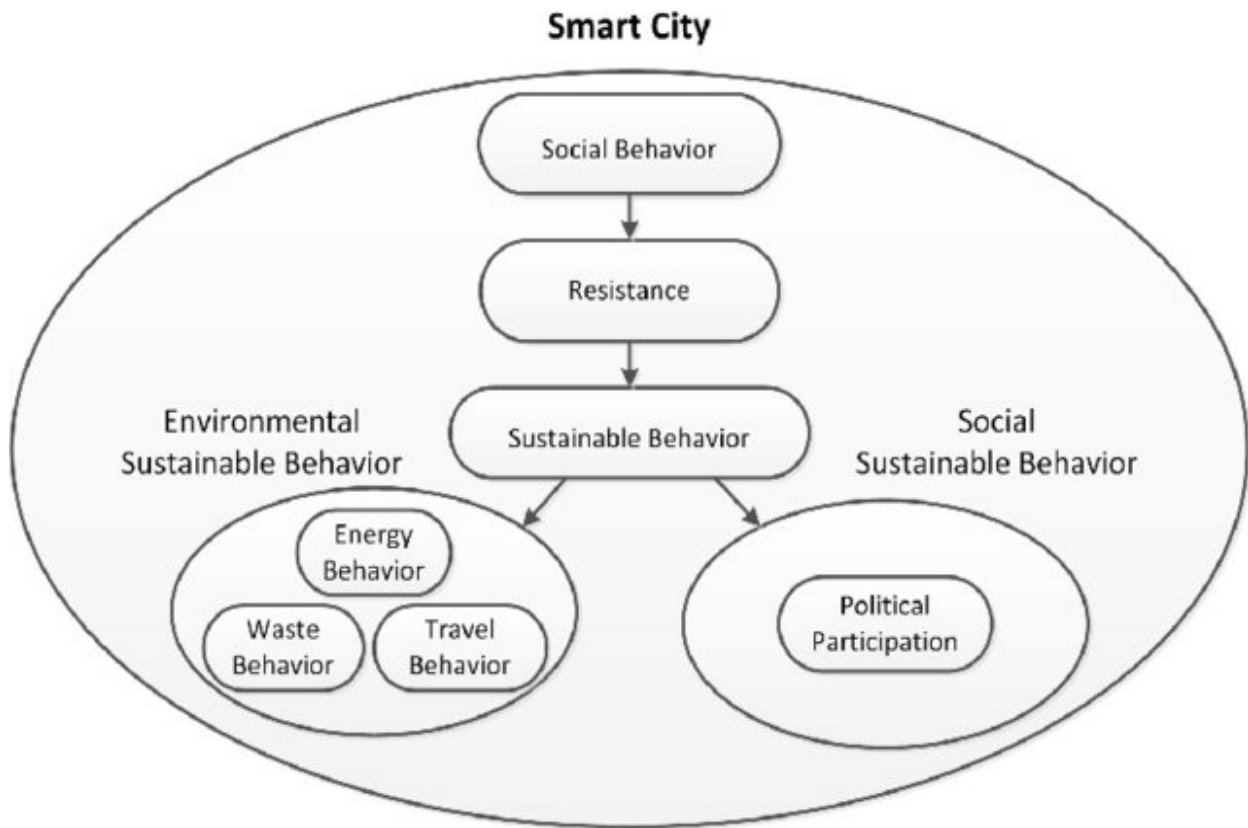 Smart City
Social Behavior
Resistance
Sustainable Behavior
Environmental
Sustainable Behavior
Social
Sustainable Behavior
Energy
Behavior
Waste
Behavior
Travel
Behavior
Political
Participation